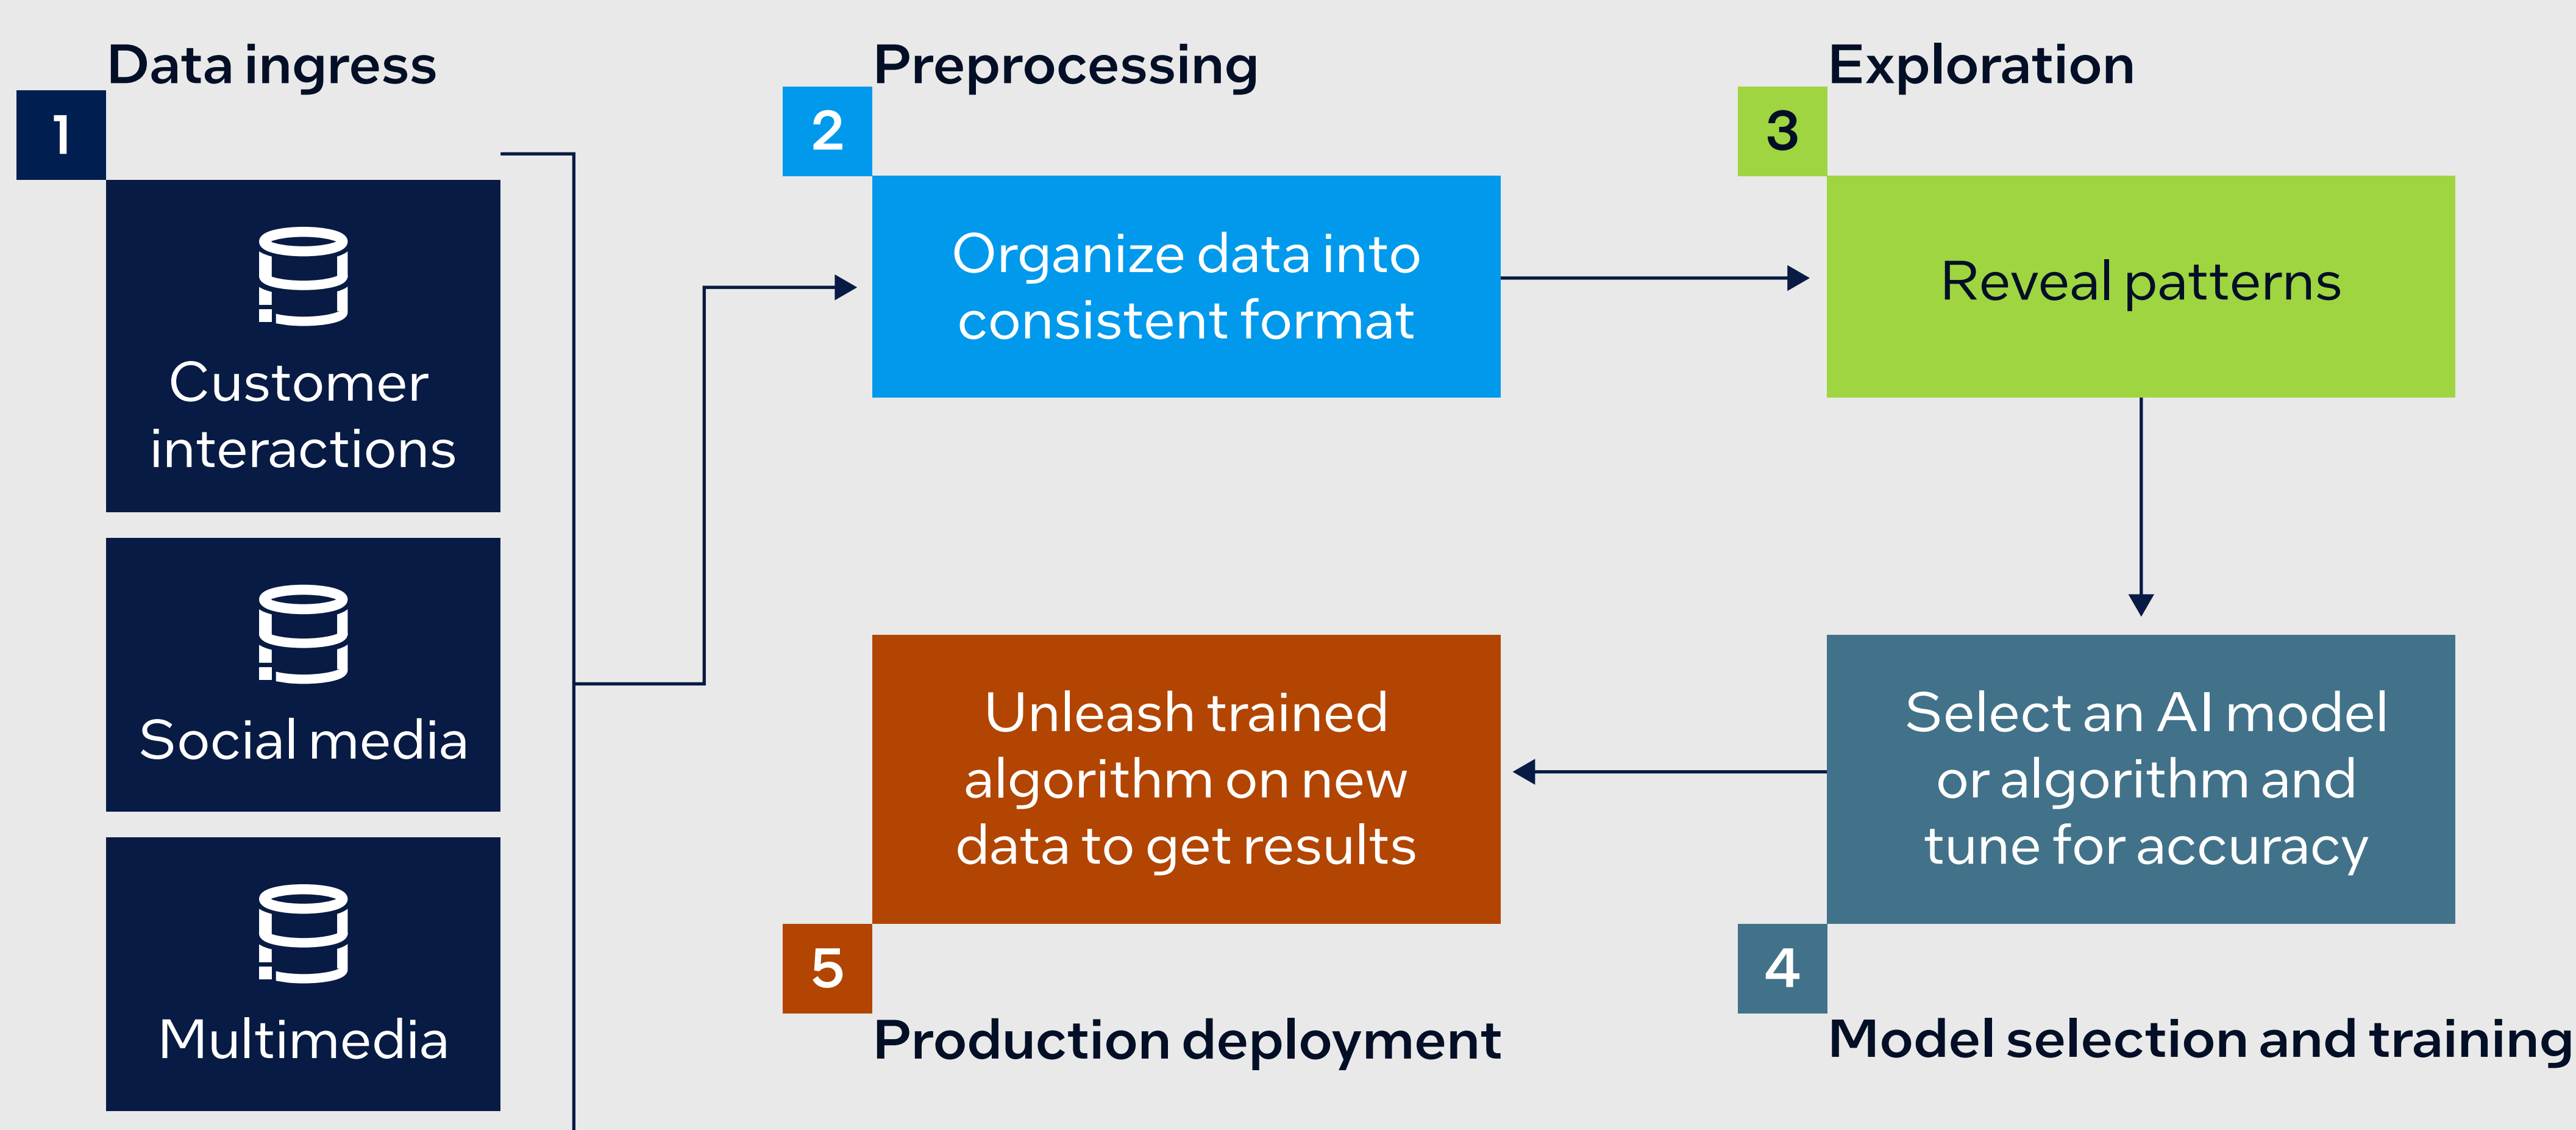 Data ingress
1
Customer
interactions
Social media
Multimedia
Preprocessing
2
Organize data into
consistent format
Exploration
3
Reveal patterns
Select an AI model
or algorithm and
tune for accuracy
4
Model selection and training
Unleash trained
algorithm on new
data to get results
5
Production deployment